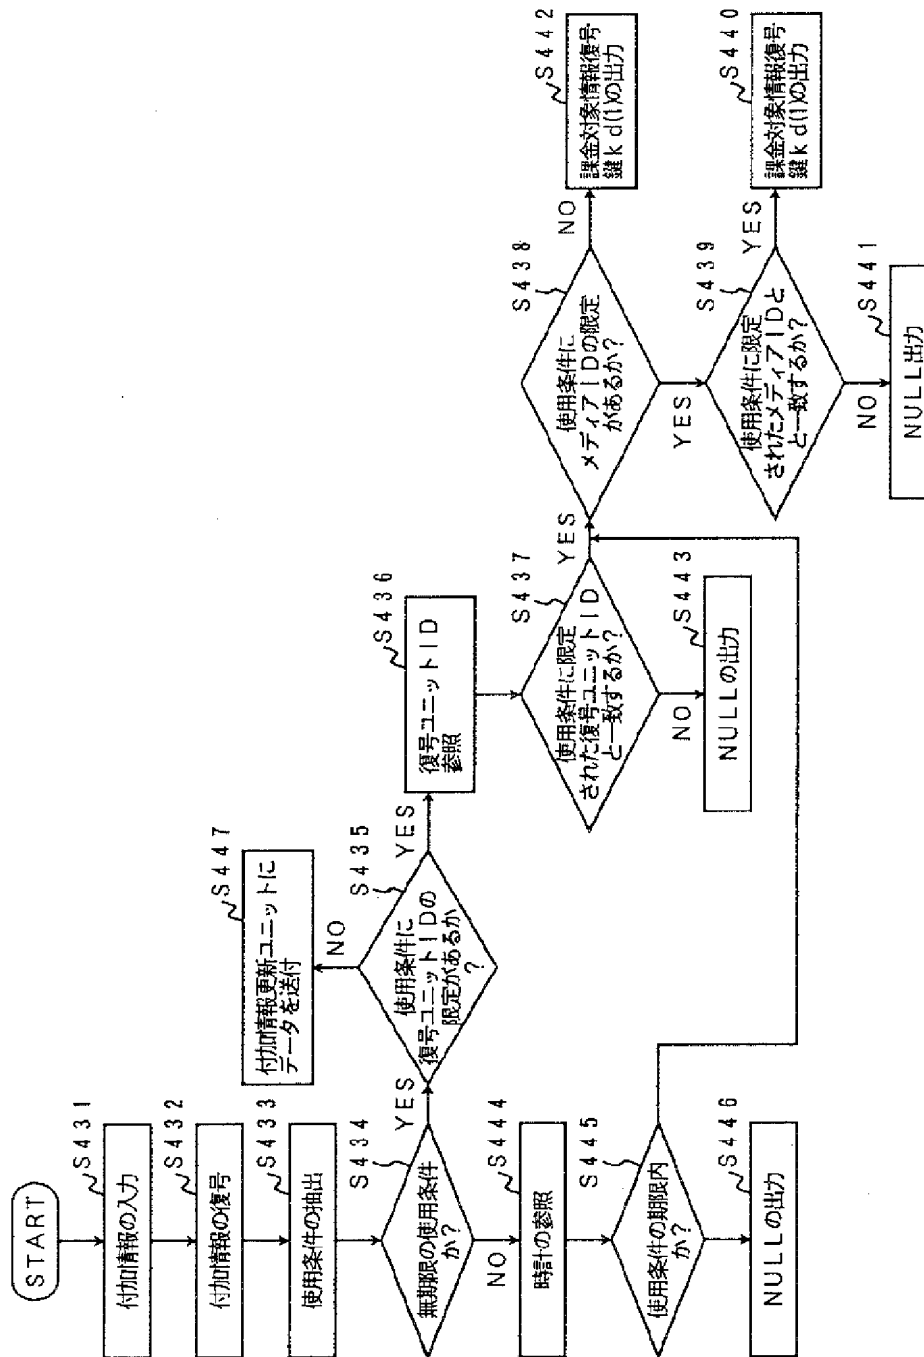 START
S431
付加情報の入力
S432
付加情報の復号
S433
使用条件の抽出
S434
無期限の使用条件
か?
YES
NO
S435
使用条件に
復号ユニットIDの
限定があるか
?
NO
YES
S447
付加情報更新ユニットに
データを送付
S436
復号ユニットID
参照
S437
使用条件に限定
された復号ユニットID
と一致するか?
YES
NO
S443
NULLの出力
S438
使用条件に
メディアIDの限定
があるか?
NO
YES
S442
課金対象情報復号
鍵kd(1)の出力
S439
使用条件に限定
されたメディアIDと
と一致するか?
YES
NO
S440
課金対象情報復号
鍵kd(1)の出力
S441
NULL出力
S444
時計の参照
S445
使用条件の期限内
か?
S446
NULLの出力